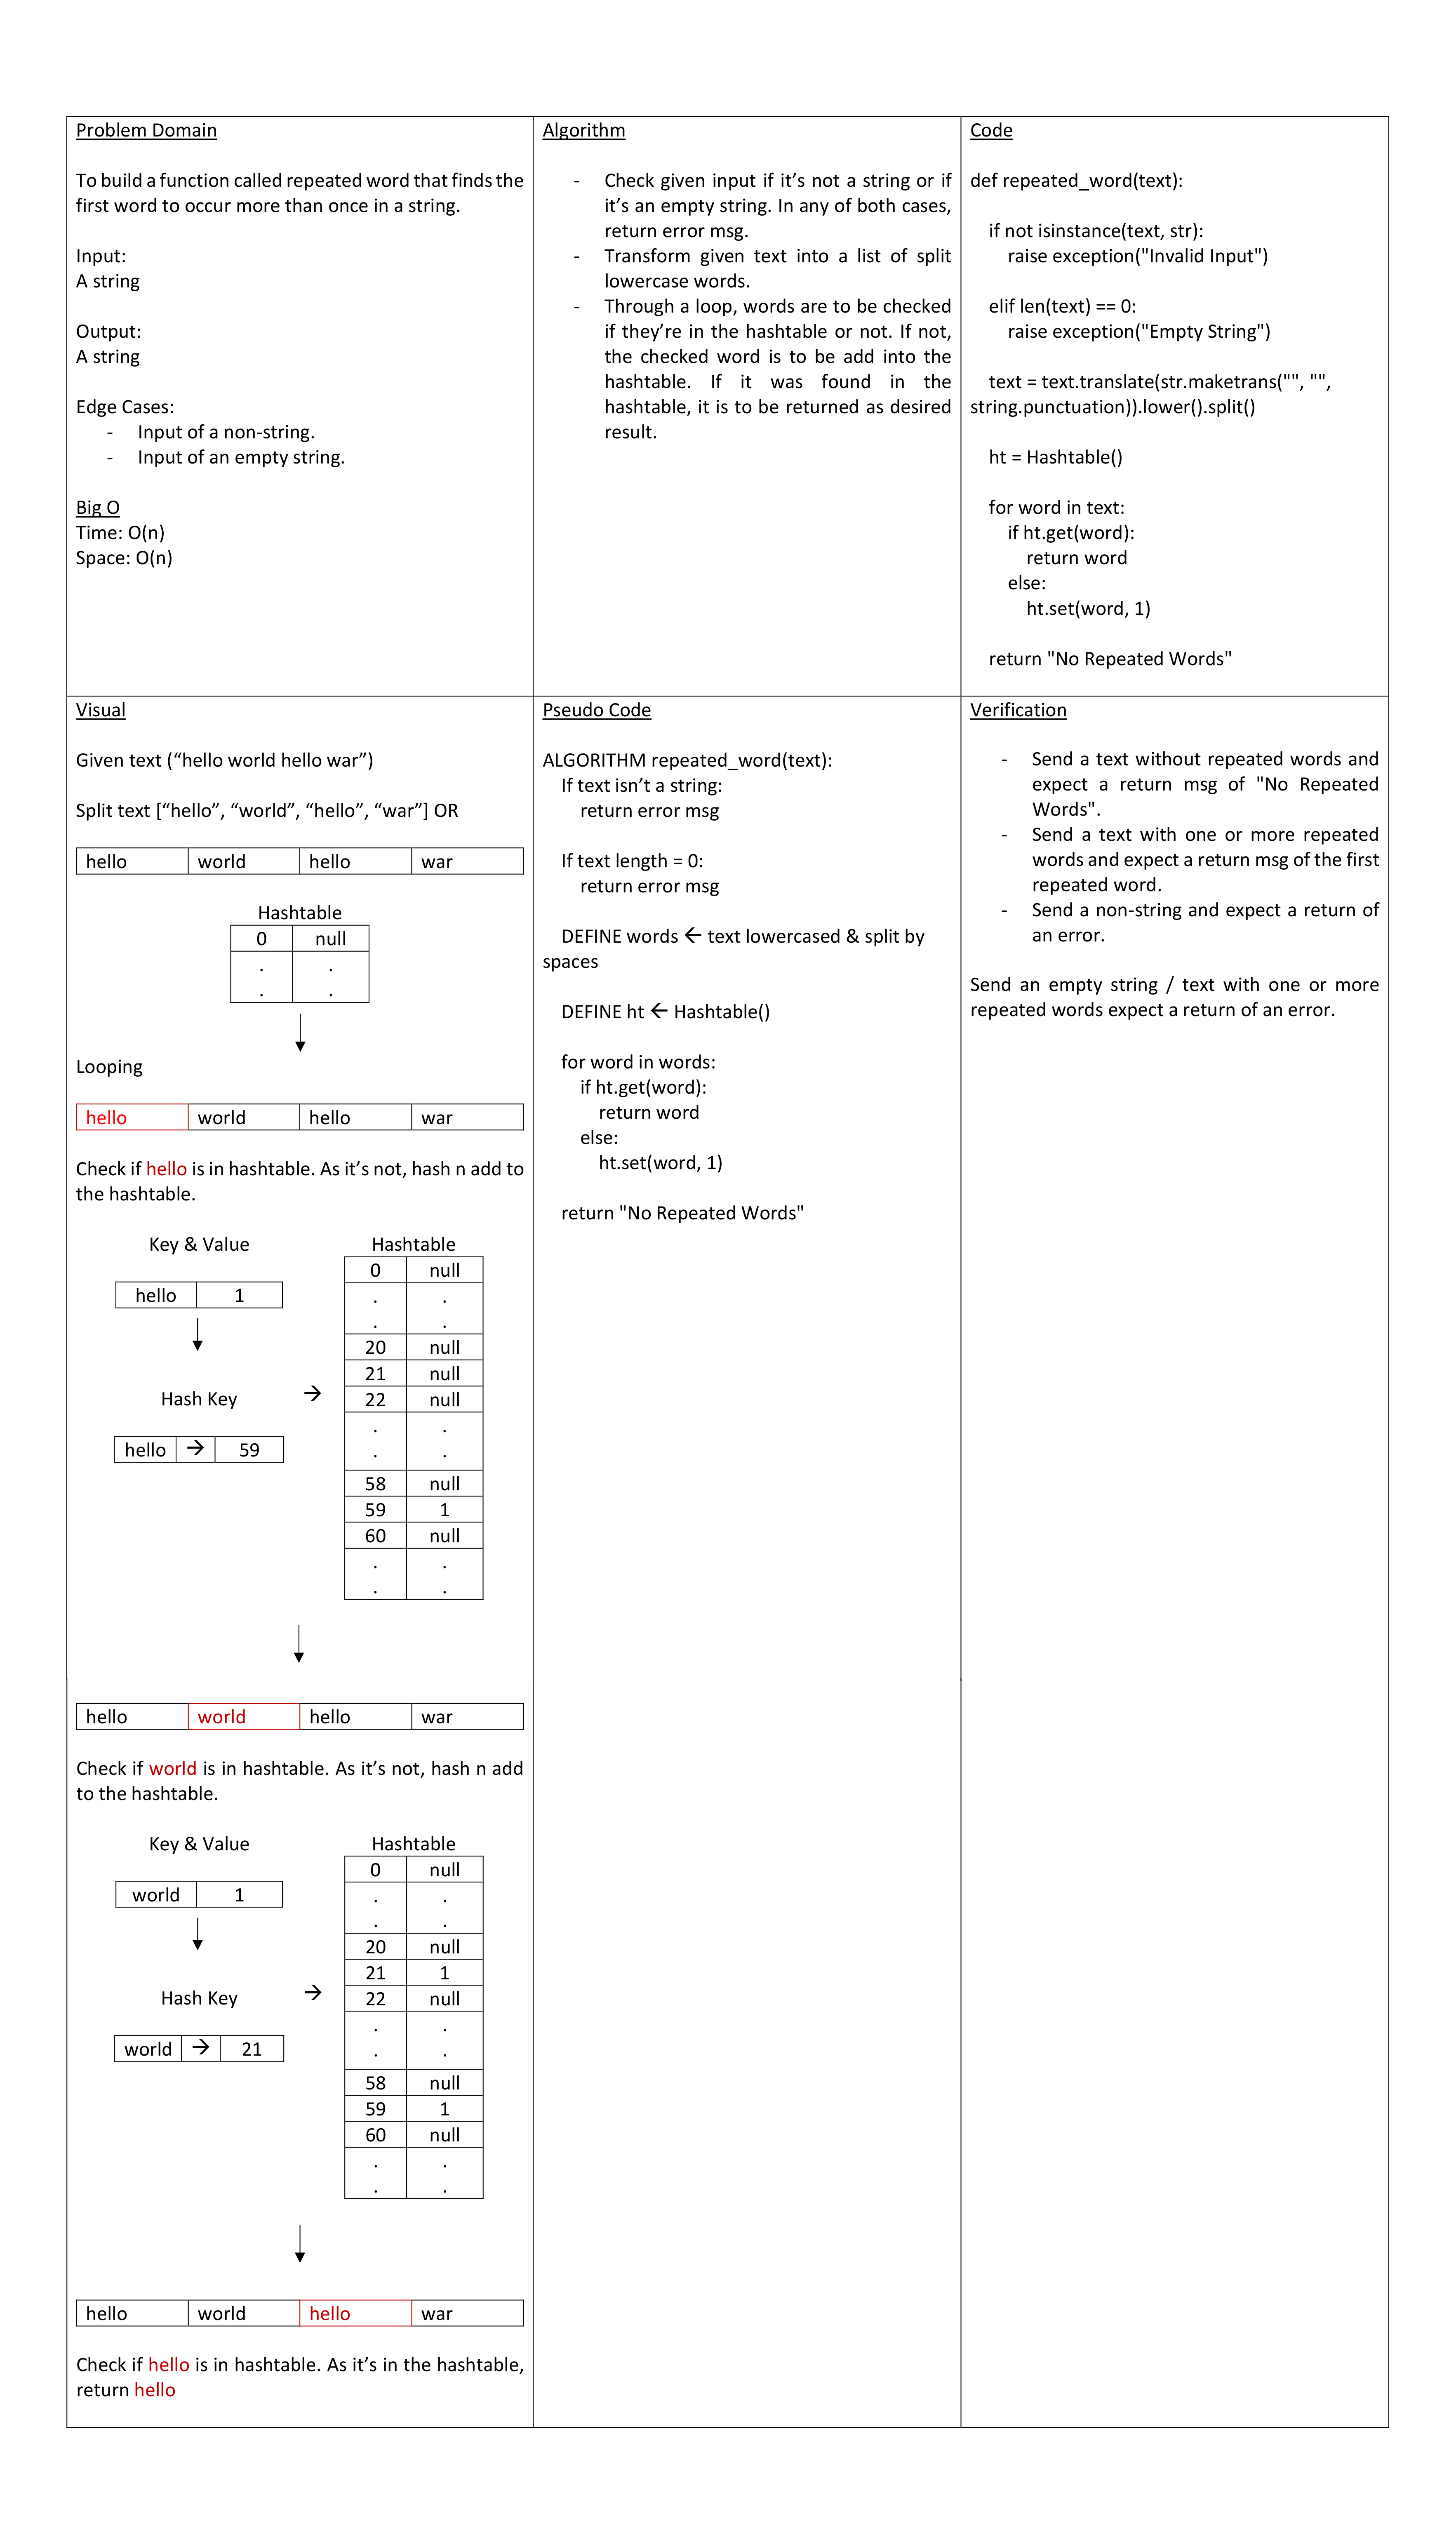 Problem Domain
To build a function called repeated word that finds the
first word to occur more than once in a string.
Input:
A string
Output:
A string
Edge Cases:
- Input of a non-string.
- Input of an empty string.
Big O
Time: O(n)
Space: O(n)
Algorithm
- Check given input if it’s not a string or if
it’s an empty string. In any of both cases,
return error msg.
- Transform given text into a list of split
lowercase words.
- Through a loop, words are to be checked
if they’re in the hashtable or not. If not,
the checked word is to be add into the
hashtable. If it was found in the
hashtable, it is to be returned as desired
result.
Code
def repeated_word(text):
if not isinstance(text, str):
raise exception("Invalid Input")
elif len(text) == 0:
raise exception("Empty String")
text = text.translate(str.maketrans("", "",
string.punctuation)).lower().split()
ht = Hashtable()
for word in text:
if ht.get(word):
return word
else:
ht.set(word, 1)
return "No Repeated Words"
Visual
Given text (“hello world hello war”)
Split text [“hello”, “world”, “hello”, “war”] OR
hello world hello war
Hashtable
0 null
. .
. .
Looping
hello world hello war
Check if hello is in hashtable. As it’s not, hash n add to
the hashtable.
Key & Value
hello 1
Hash Key →
hello → 59
Hashtable
0 null
. .
. .
20 null
21 null
22 null
. .
. .
58 null
59 1
60 null
. .
. .
hello world hello war
Check if world is in hashtable. As it’s not, hash n add
to the hashtable.
Key & Value
world 1
Hash Key →
world → 21
Hashtable
0 null
. .
. .
20 null
21 1
22 null
. .
. .
58 null
59 1
60 null
. .
. .
hello world hello war
Check if hello is in hashtable. As it’s in the hashtable,
return hello
Pseudo Code
ALGORITHM repeated_word(text):
If text isn’t a string:
return error msg
If text length = 0:
return error msg
DEFINE words ← text lowercased & split by
spaces
DEFINE ht ← Hashtable()
for word in words:
if ht.get(word):
return word
else:
ht.set(word, 1)
return "No Repeated Words"
Verification
- Send a text without repeated words and
expect a return msg of "No Repeated
Words".
- Send a text with one or more repeated
words and expect a return msg of the first
repeated word.
- Send a non-string and expect a return of
an error.
Send an empty string / text with one or more
repeated words expect a return of an error.